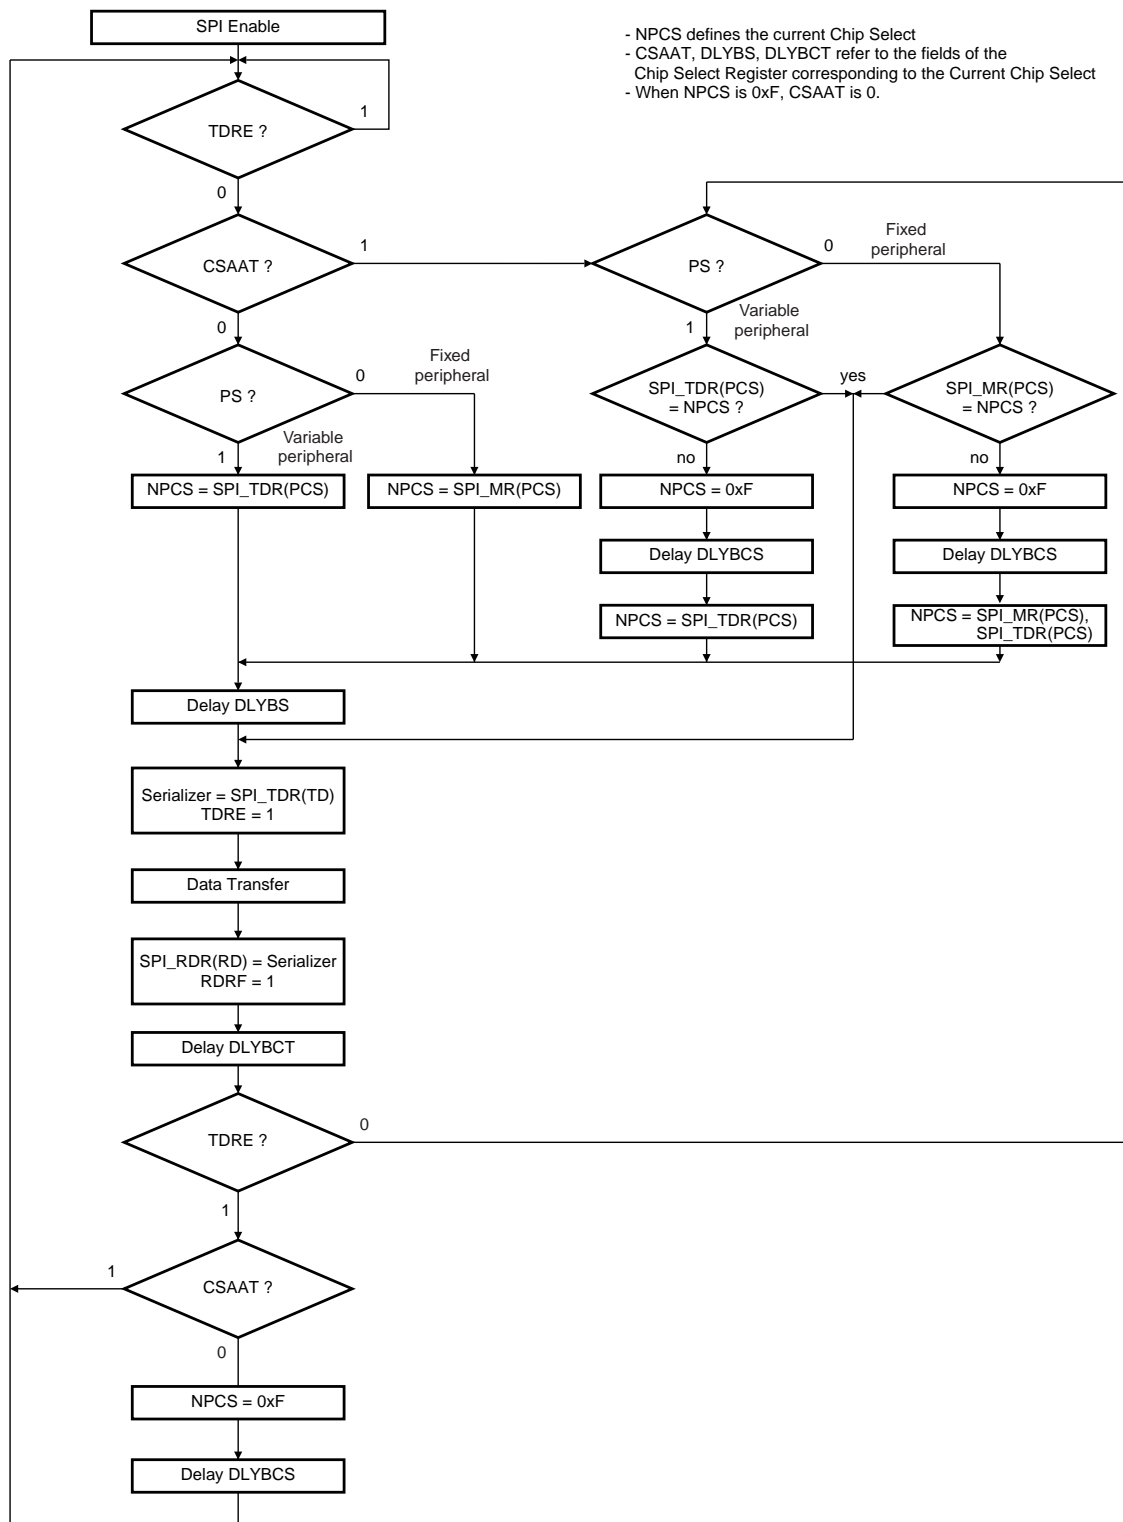 SPI Enable
- NPCS defines the current Chip Select
- CSAAT, DLYBS, DLYBCT refer to the fields of the
Chip Select Register corresponding to the Current Chip Select
- When NPCS is 0xF, CSAAT is 0.
TDRE ?
1
0
CSAAT ?
1
0
PS ?
0
Fixed
peripheral
1
Variable
peripheral
PS ?
0
Fixed
peripheral
1
Variable
peripheral
SPI_TDR(PCS)
= NPCS ?
yes
SPI_MR(PCS)
= NPCS ?
no
no
NPCS = SPI_TDR(PCS)
NPCS = SPI_MR(PCS)
NPCS = 0xF
NPCS = 0xF
Delay DLYBCS
Delay DLYBCS
NPCS = SPI_TDR(PCS)
NPCS = SPI_MR(PCS),
SPI_TDR(PCS)
Delay DLYBS
Serializer = SPI_TDR(TD)
TDRE = 1
Data Transfer
SPI_RDR(RD) = Serializer
RDRF = 1
Delay DLYBCT
TDRE ?
0
1
CSAAT ?
1
0
NPCS = 0xF
Delay DLYBCS